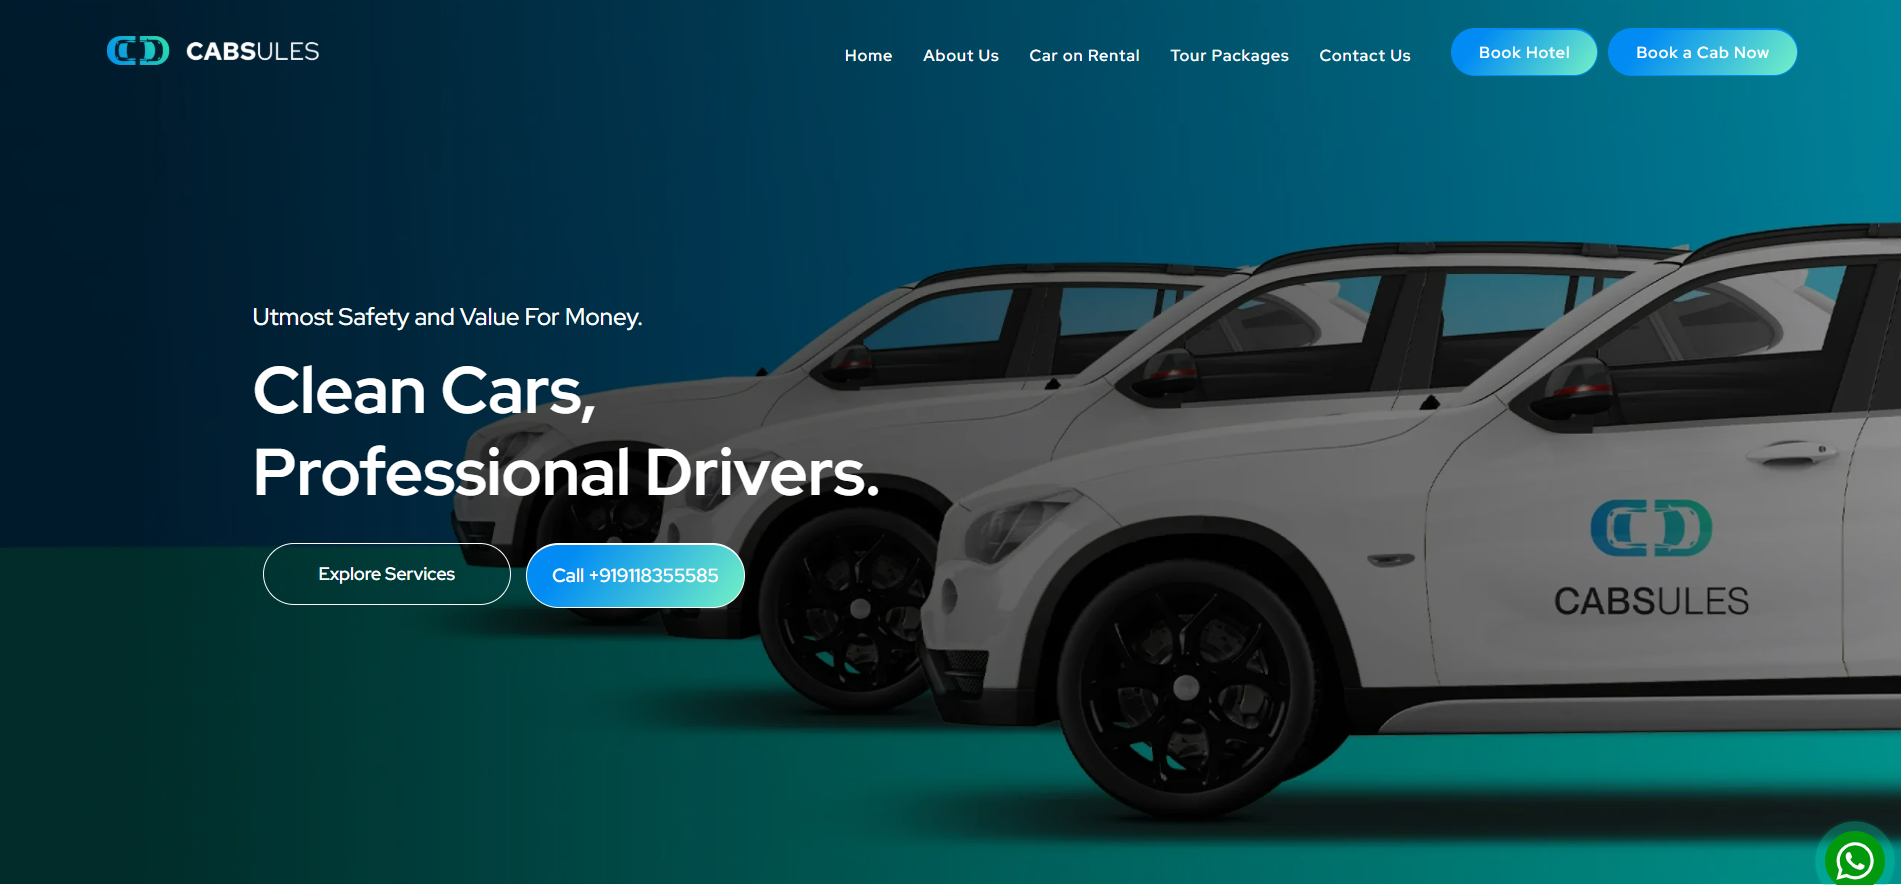 CABSULES
Home
About Us
Car on Rental
Tour Packages
Contact Us
Book Hotel
Book a Cab Now
Utmost Safety and Value For Money.
Clean Cars,
Professional Drivers.
Explore Services
Call +919118355585
CABSULES